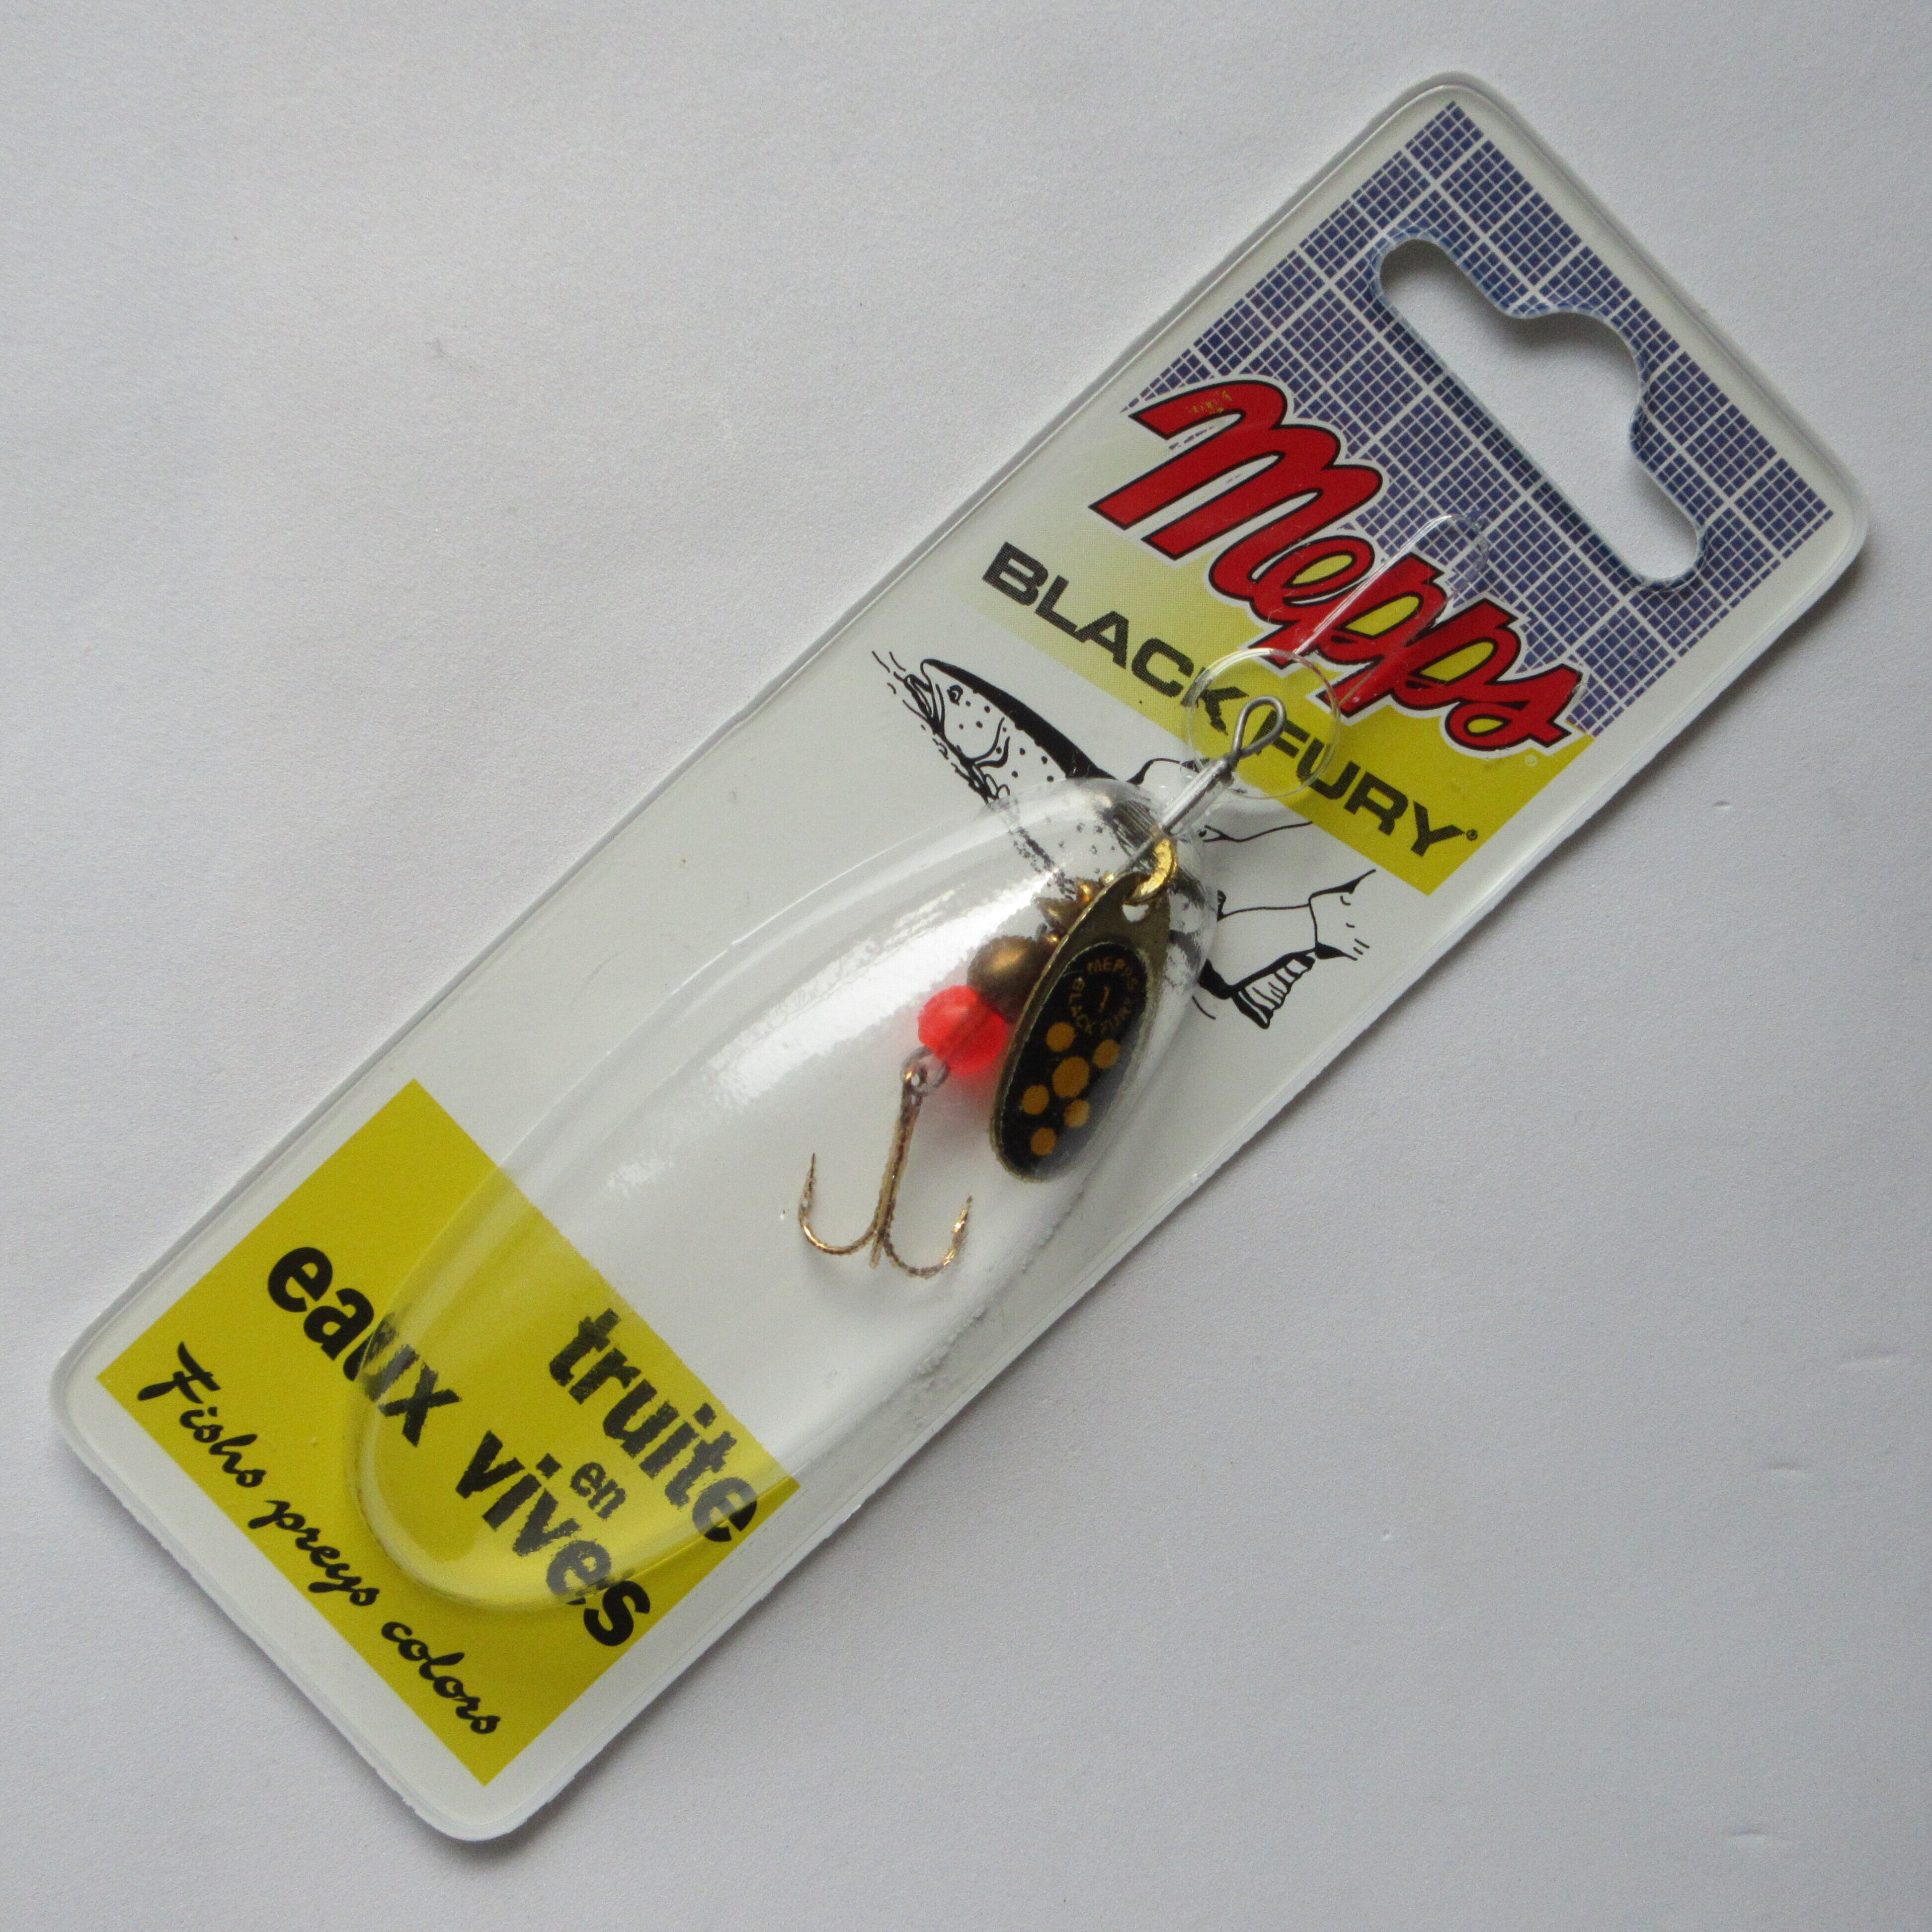 mepps®
BLACK FURY®
MEPPS
BLACK FURY
1
truite
en
eaux vives
Fishs preys colors